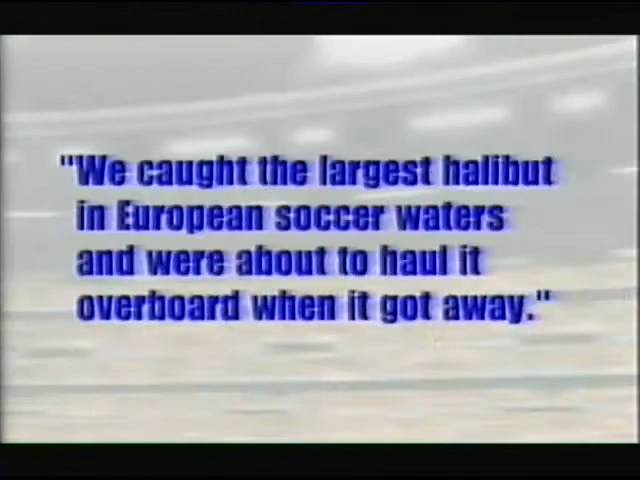 "We caught the largest halibut
in European soccer waters
and were about to haul it
overboard when it got away."